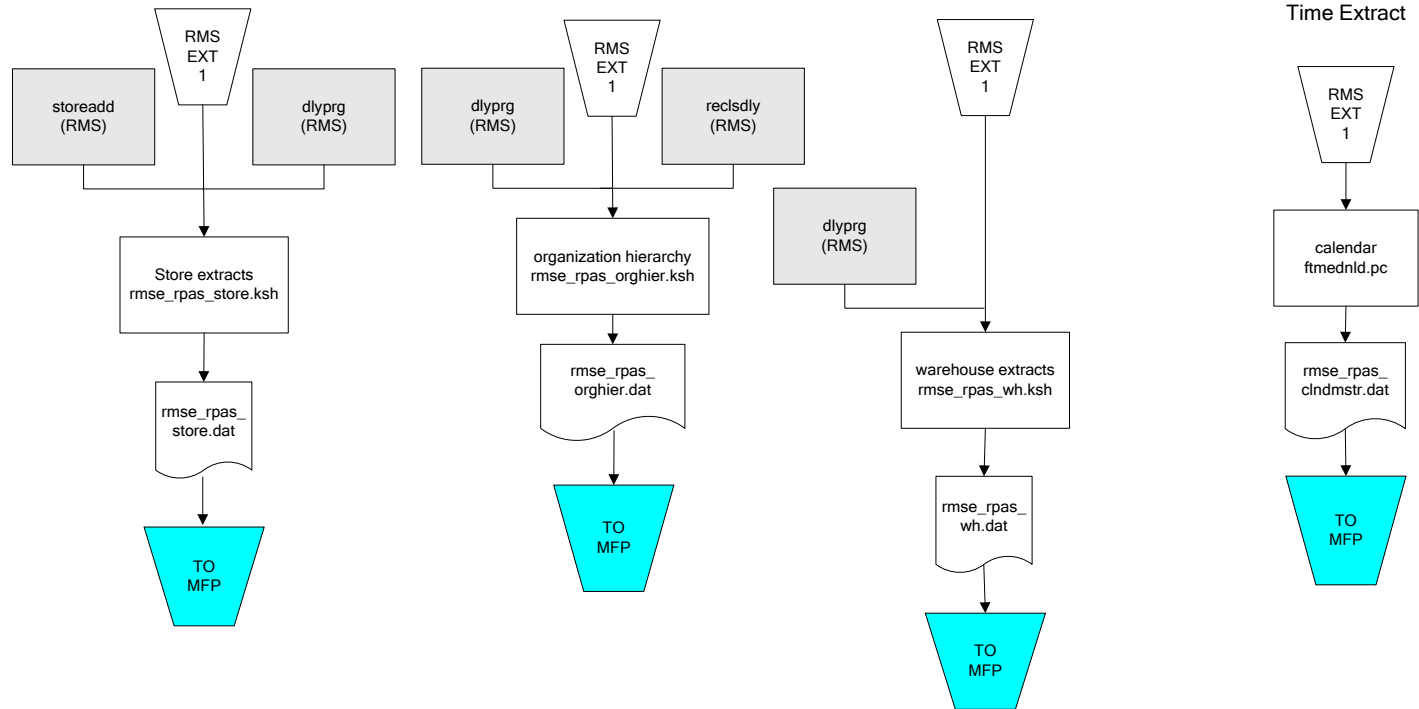 Time Extract
RMS
EXT
1
storeadd
(RMS)
dlyprg
(RMS)
Store extracts
rmse_rpas_store.ksh
rmse_rpas_
store.dat
TO
MFP
RMS
EXT
1
dlyprg
(RMS)
reclsdly
(RMS)
organization hierarchy
rmse_rpas_orghier.ksh
rmse_rpas_
orghier.dat
TO
MFP
RMS
EXT
1
dlyprg
(RMS)
warehouse extracts
rmse_rpas_wh.ksh
rmse_rpas_
wh.dat
TO
MFP
RMS
EXT
1
calendar
ftmednld.pc
rmse_rpas_
clndmstr.dat
TO
MFP